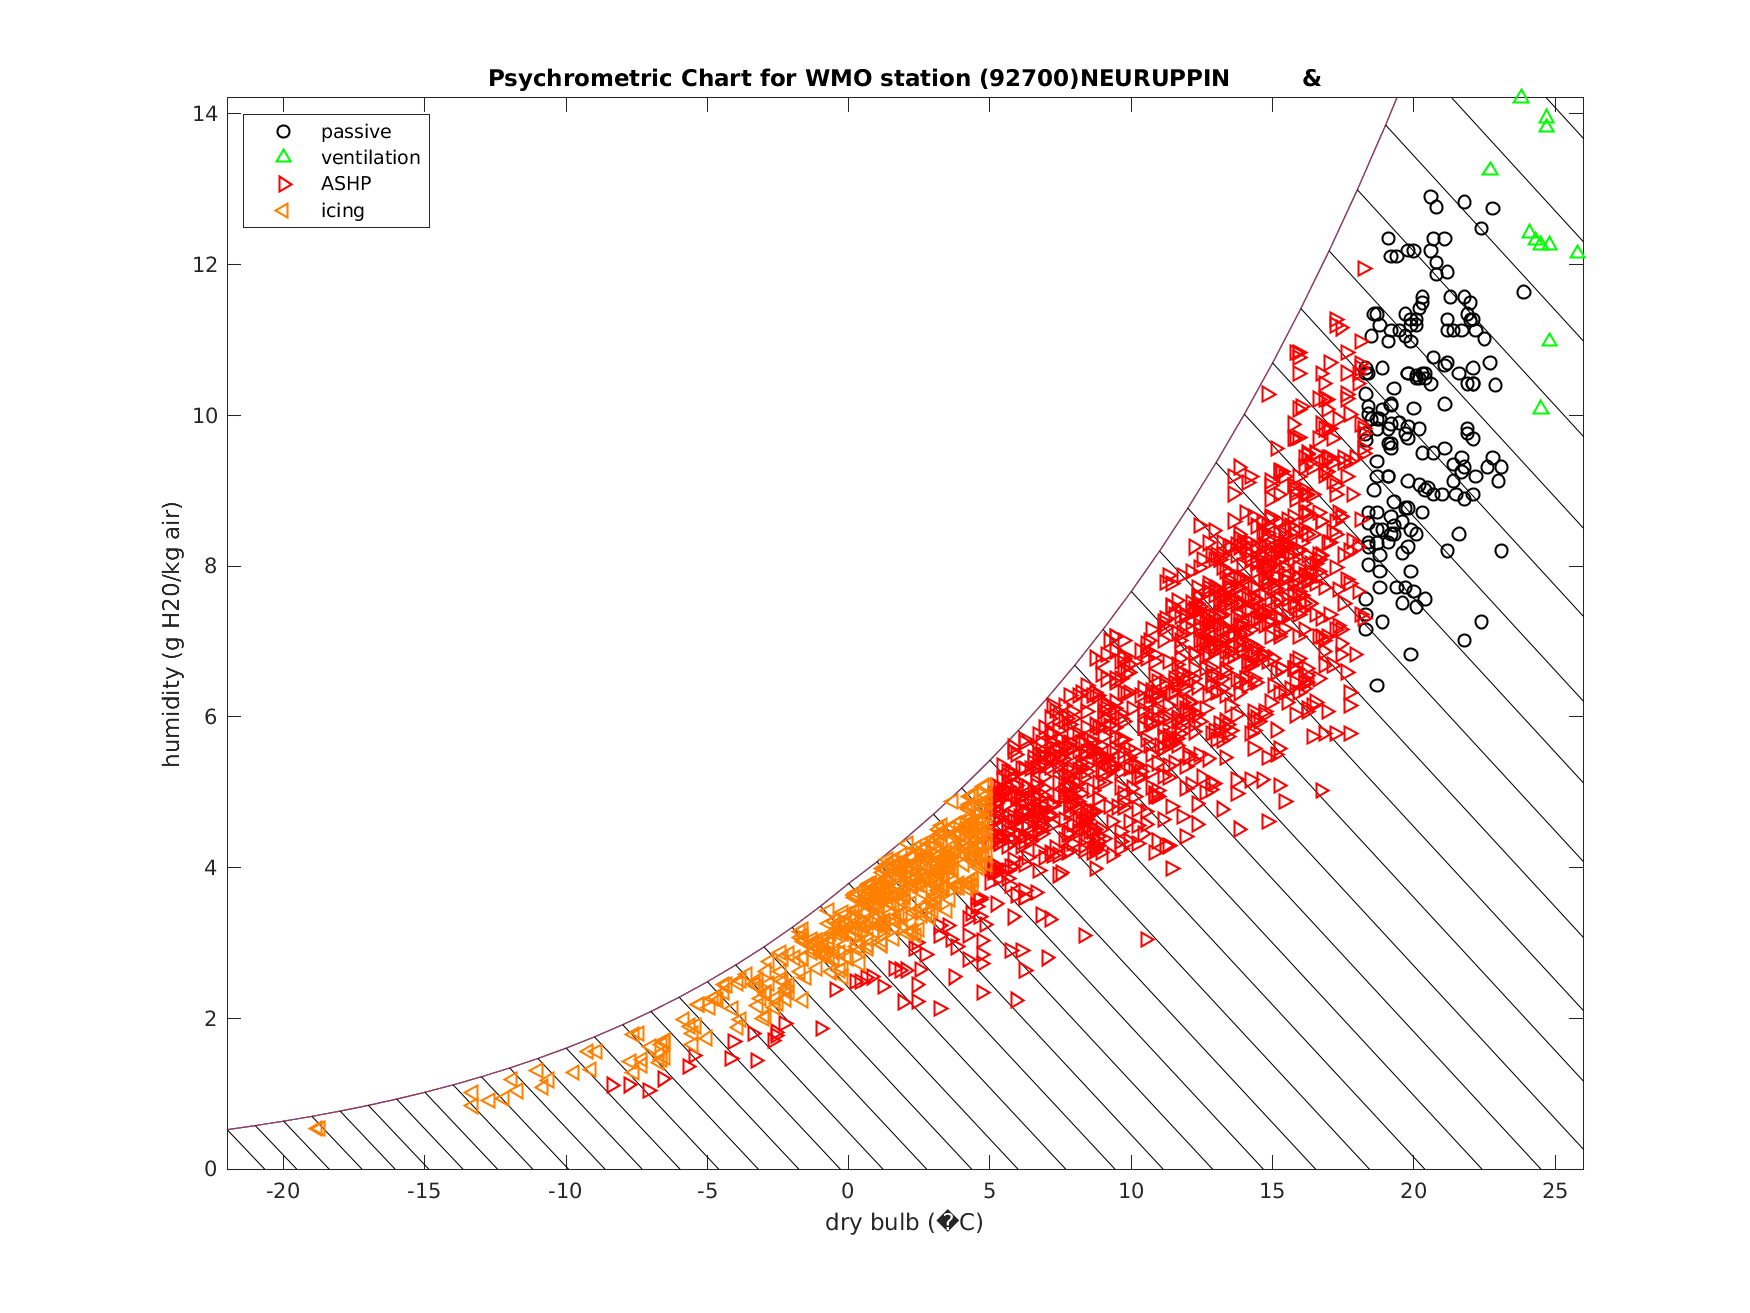 Psychrometric Chart for WMO station (92700)NEURUPPIN &
passive
ventilation
ASHP
icing
humidity (g H20/kg air)
14
12
10
8
6
4
2
0
-20 -15 -10 -5 0 5 10 15 20 25
dry bulb (�C)